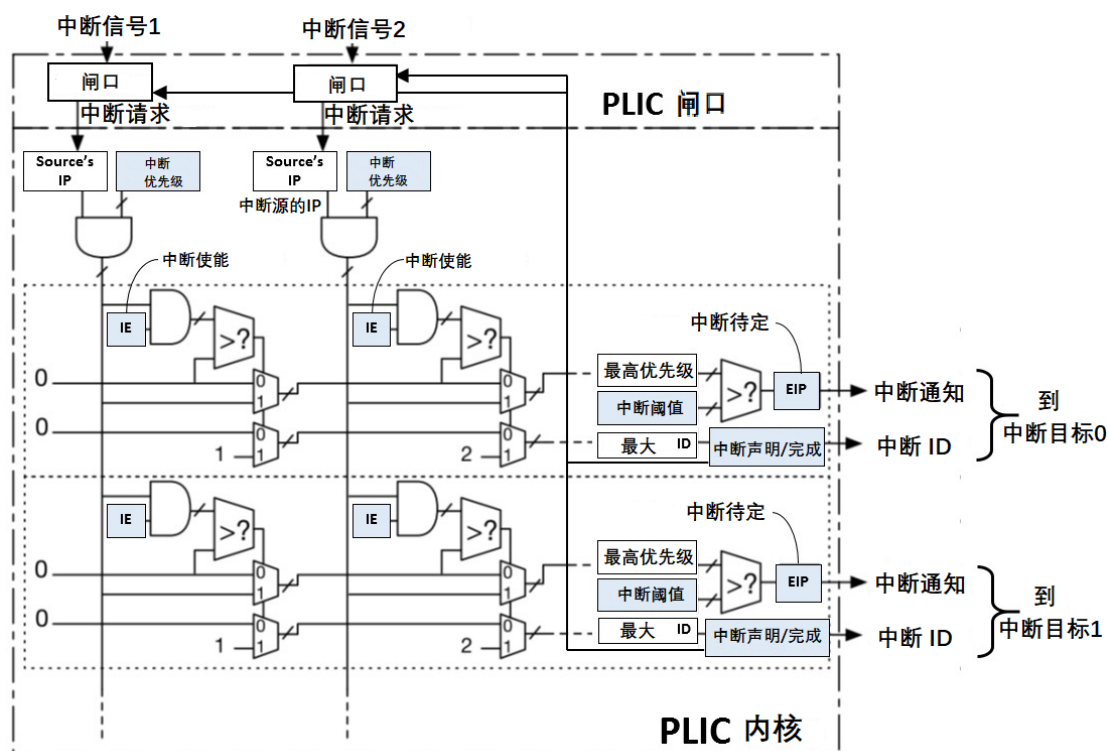 中断信号1 中断信号2
闸口 闸口
中断请求 中断请求 PLIC 闸口
Source's IP 中断优先级 Source's IP 中断优先级
中断源的IP
中断使能 中断使能
IE >? IE >?
中断待定
0 0 1 0 1
最高优先级 >? EIP 中断通知
中断阈值
到中断目标0
0 1 0 1 2 0 1
最大 ID 中断声明/完成 中断 ID
IE >? IE >?
中断待定
0 0 1 0 1
最高优先级 >? EIP 中断通知
中断阈值
到中断目标1
0 1 0 1 2 0 1
最大 ID 中断声明/完成 中断 ID
PLIC 内核